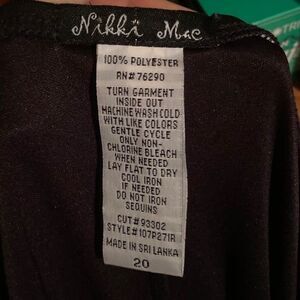 Nikki Mac
100% POLYESTER
RN# 76290
TURN GARMENT
INSIDE OUT
MACHINE WASH COLD
WITH LIKE COLORS
GENTLE CYCLE
ONLY NON-
CHLORINE BLEACH
WHEN NEEDED
LAY FLAT TO DRY
COOL IRON
IF NEEDED
DO NOT IRON
SEQUINS
CUT# 93302
STYLE# 107P271R
MADE IN SRI LANKA
20